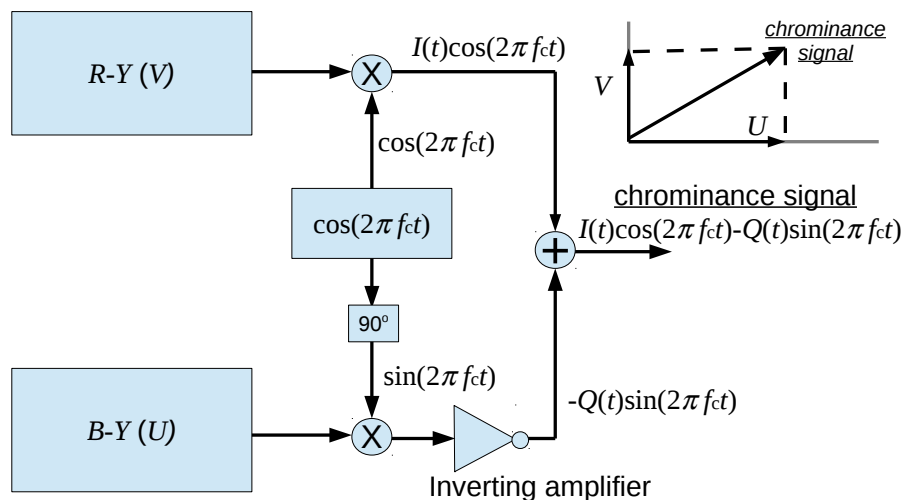 R-Y (V)
X
I(t)cos(2π fct)
cos(2π fct)
cos(2π fct)
90°
sin(2π fct)
B-Y (U)
X
Inverting amplifier
-Q(t)sin(2π fct)
+
chrominance signal
I(t)cos(2π fct)-Q(t)sin(2π fct)
chrominance
signal
V
U